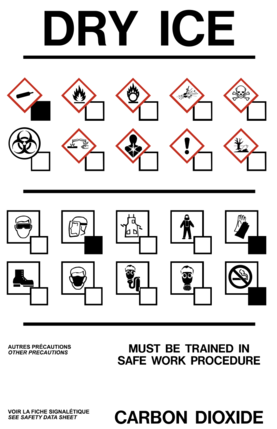 DRY ICE
AUTRES PRÉCAUTIONS
OTHER PRECAUTIONS
MUST BE TRAINED IN
SAFE WORK PROCEDURE
VOIR LA FICHE SIGNALÉTIQUE
SEE SAFETY DATA SHEET
CARBON DIOXIDE